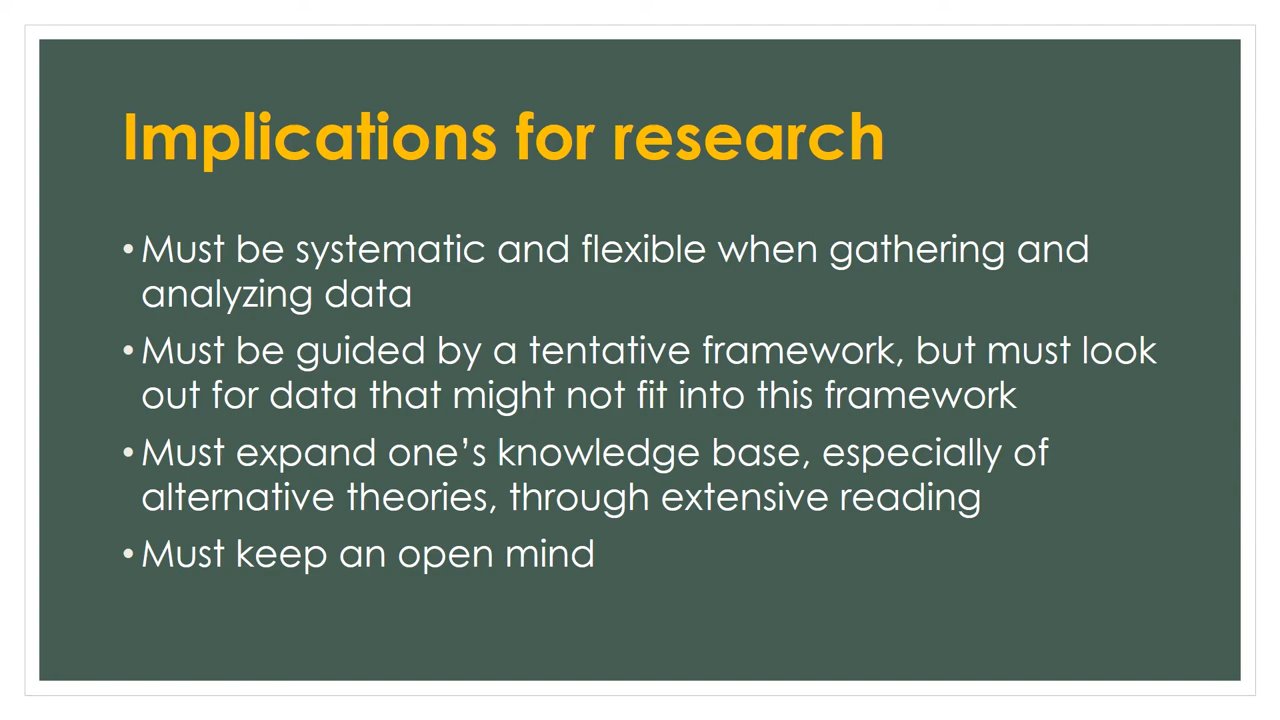 Implications for research
• Must be systematic and flexible when gathering and
analyzing data
• Must be guided by a tentative framework, but must look
out for data that might not fit into this framework
• Must expand one’s knowledge base, especially of
alternative theories, through extensive reading
• Must keep an open mind